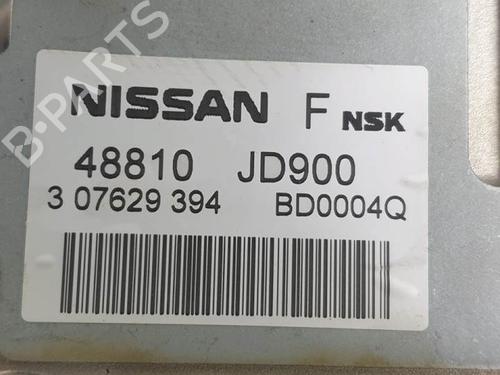 B-PARTS
NISSAN F NSK
48810 JD900
3 07629 394 BD0004Q